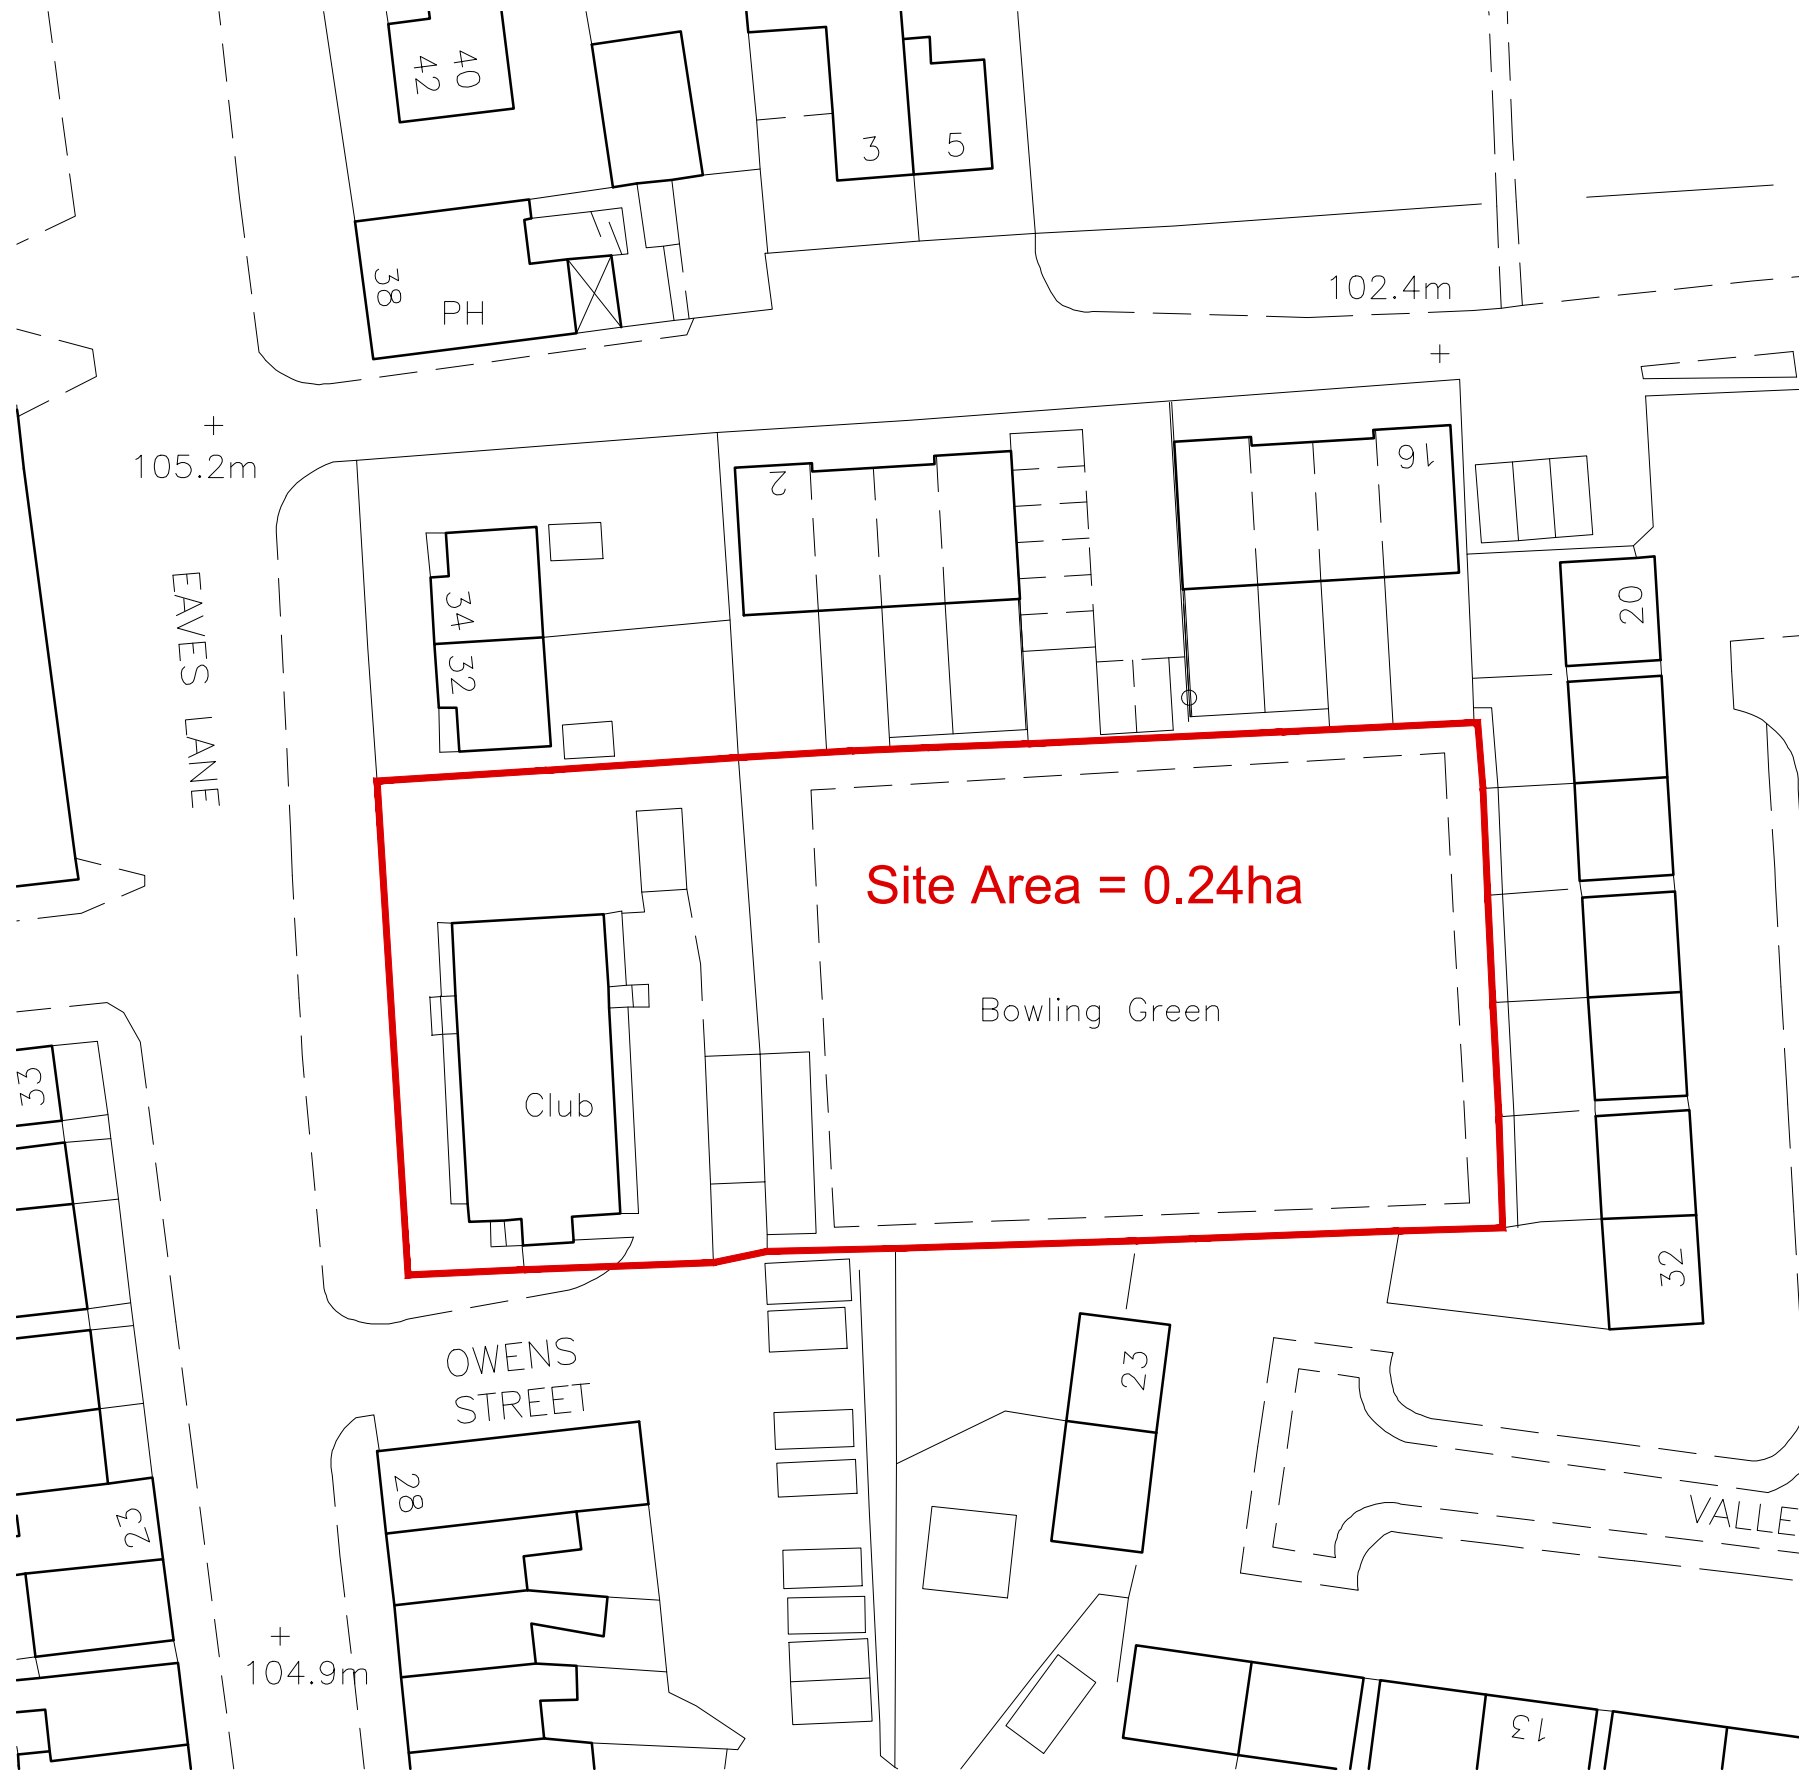 40
42
3
5
38
PH
102.4m
105.2m
2
16
EAVES LANE
34
32
20
Site Area = 0.24ha
Bowling Green
Club
33
32
OWENS
STREET
23
28
23
VALLE
104.9m
13